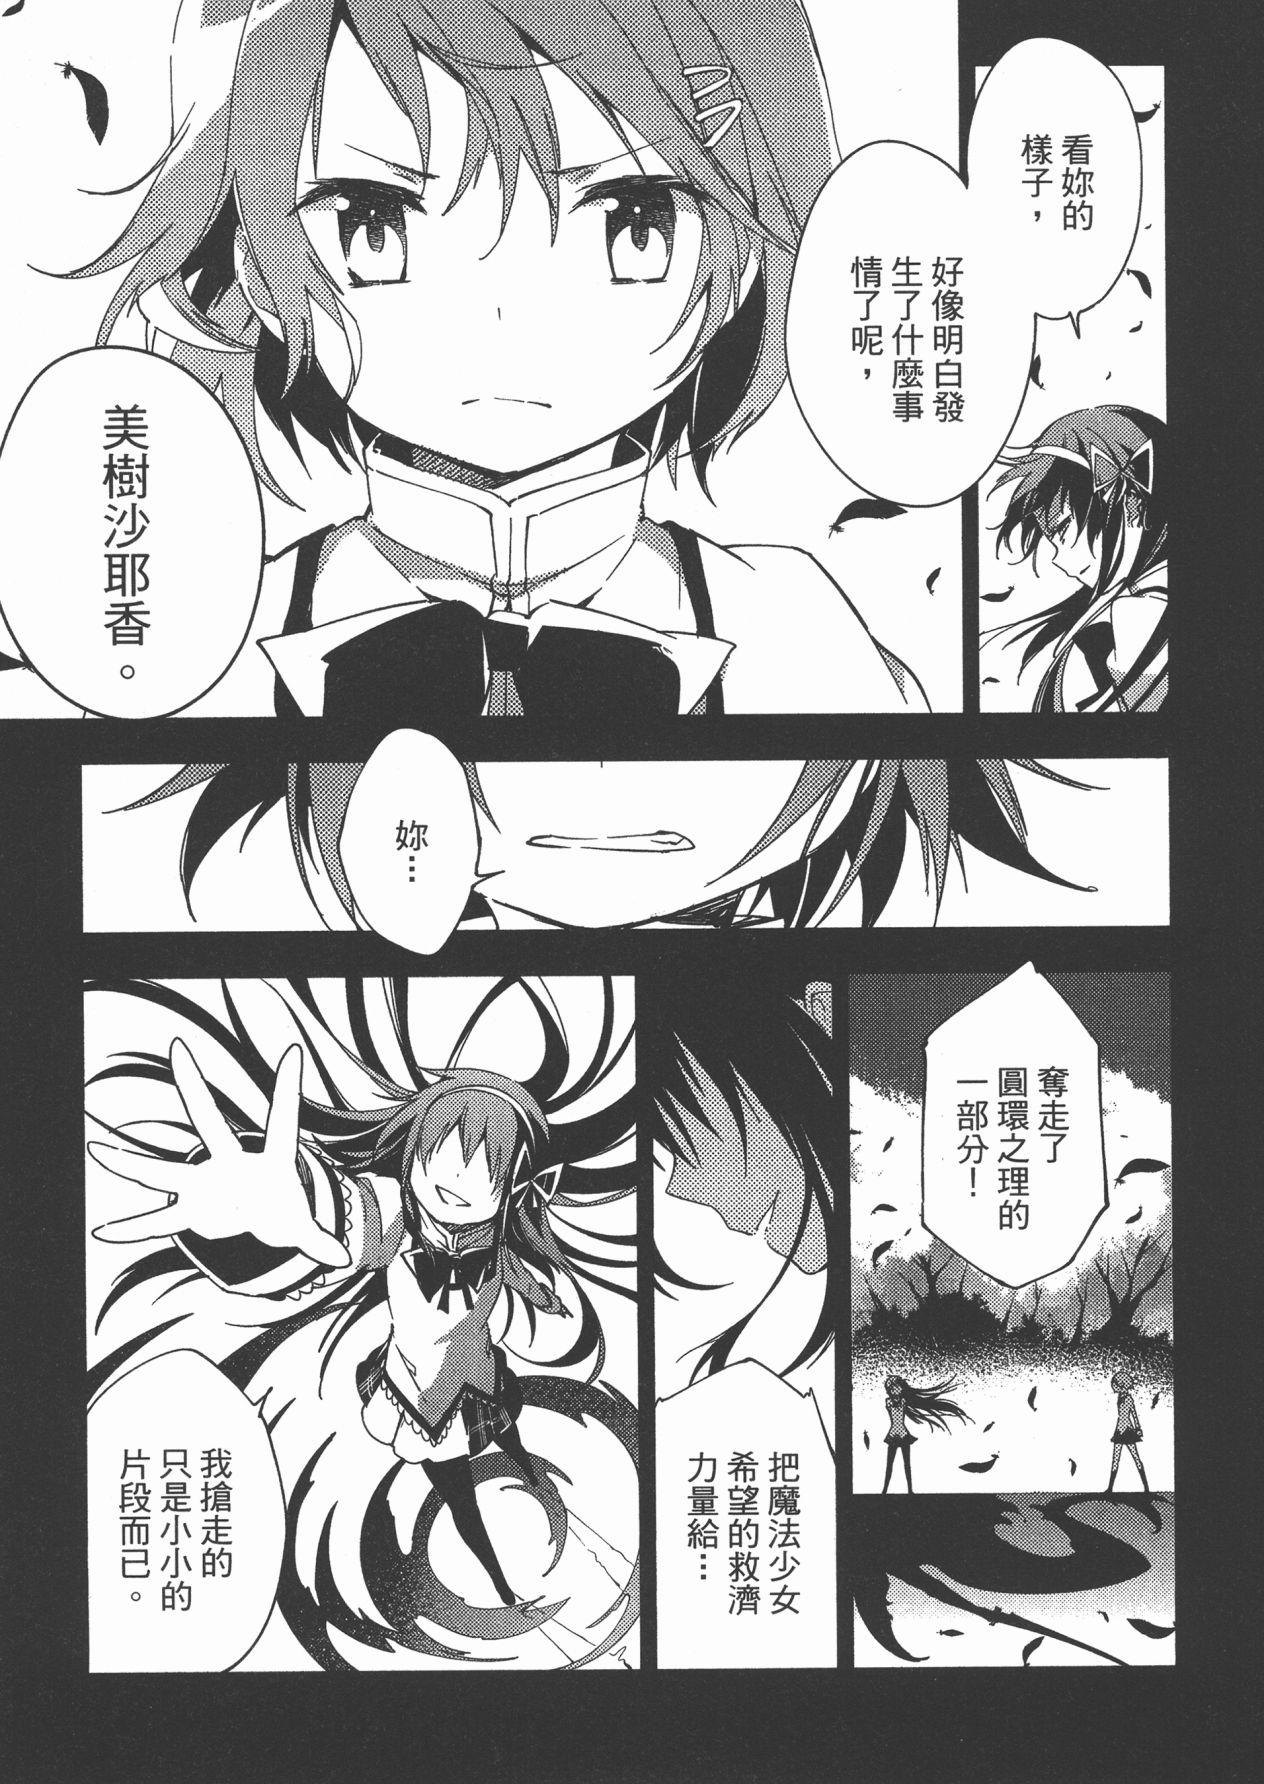 看妳的
樣子，
好像明白發
生了什麼事
情了呢，
美樹沙耶香。
妳…
奪走了
圓環之理的
一部分！
把魔法少女
希望的救濟
力量給…
我搶走的
只是小小的
片段而已。